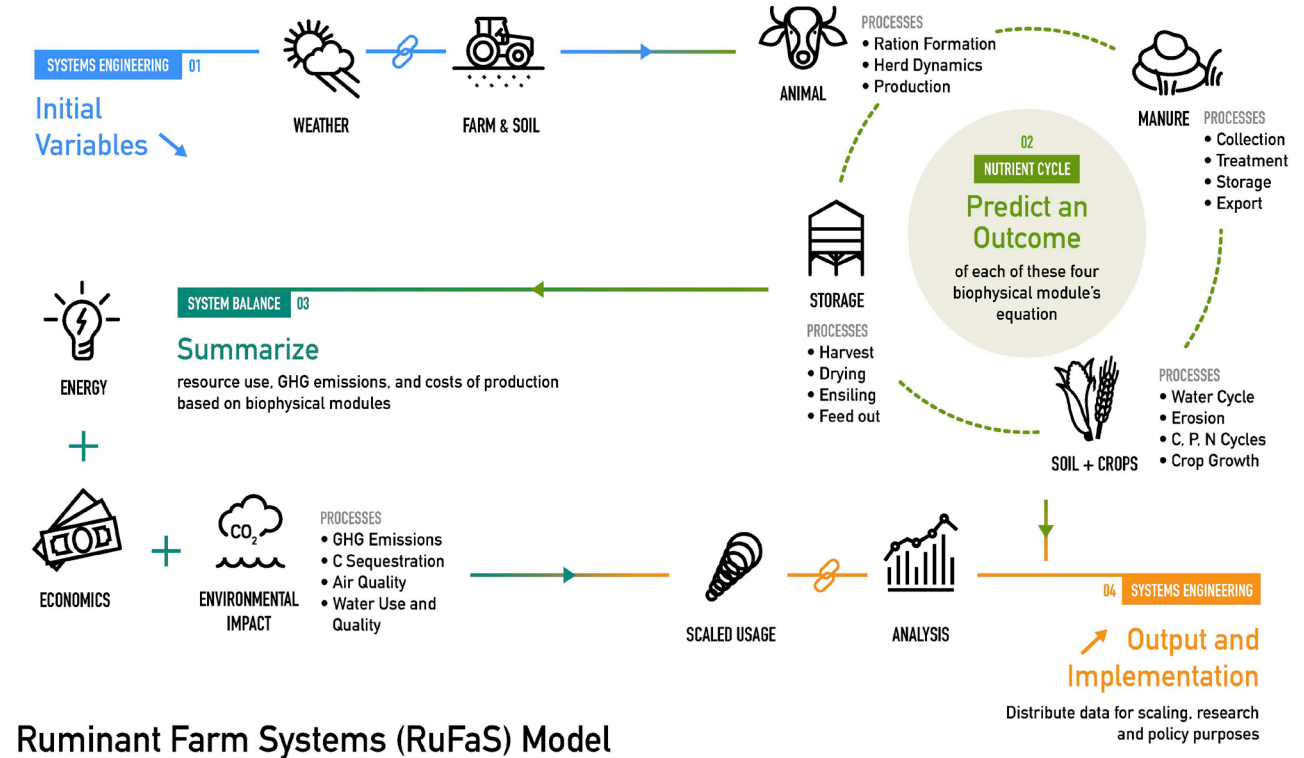 SYSTEMS ENGINEERING 01
Initial
Variables
WEATHER
FARM & SOIL
ANIMAL
PROCESSES
• Ration Formation
• Herd Dynamics
• Production
MANURE
PROCESSES
• Collection
• Treatment
• Storage
• Export
02
NUTRIENT CYCLE
Predict an
Outcome
of each of these four
biophysical module's
equation
STORAGE
PROCESSES
• Harvest
• Drying
• Ensiling
• Feed out
SOIL + CROPS
PROCESSES
• Water Cycle
• Erosion
• C, P, N Cycles
• Crop Growth
SYSTEM BALANCE 03
Summarize
resource use, GHG emissions, and costs of production
based on biophysical modules
ENERGY
+
ECONOMICS
+
CO₂
ENVIRONMENTAL
IMPACT
PROCESSES
• GHG Emissions
• C Sequestration
• Air Quality
• Water Use and
Quality
SCALED USAGE
ANALYSIS
04 SYSTEMS ENGINEERING
Output and
Implementation
Distribute data for scaling, research
and policy purposes
Ruminant Farm Systems (RuFaS) Model